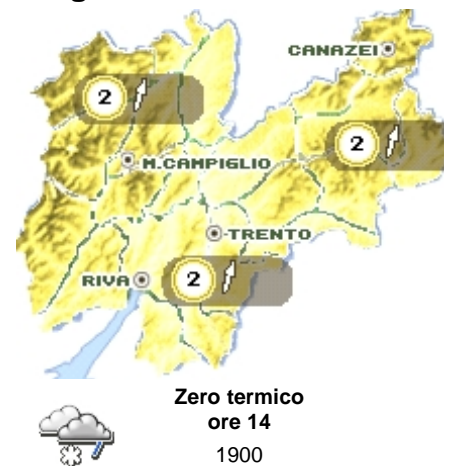 CANAZEI
2
2
M.CAMPIGLIO
TRENTO
RIVA
2
Zero termico
ore 14
1900